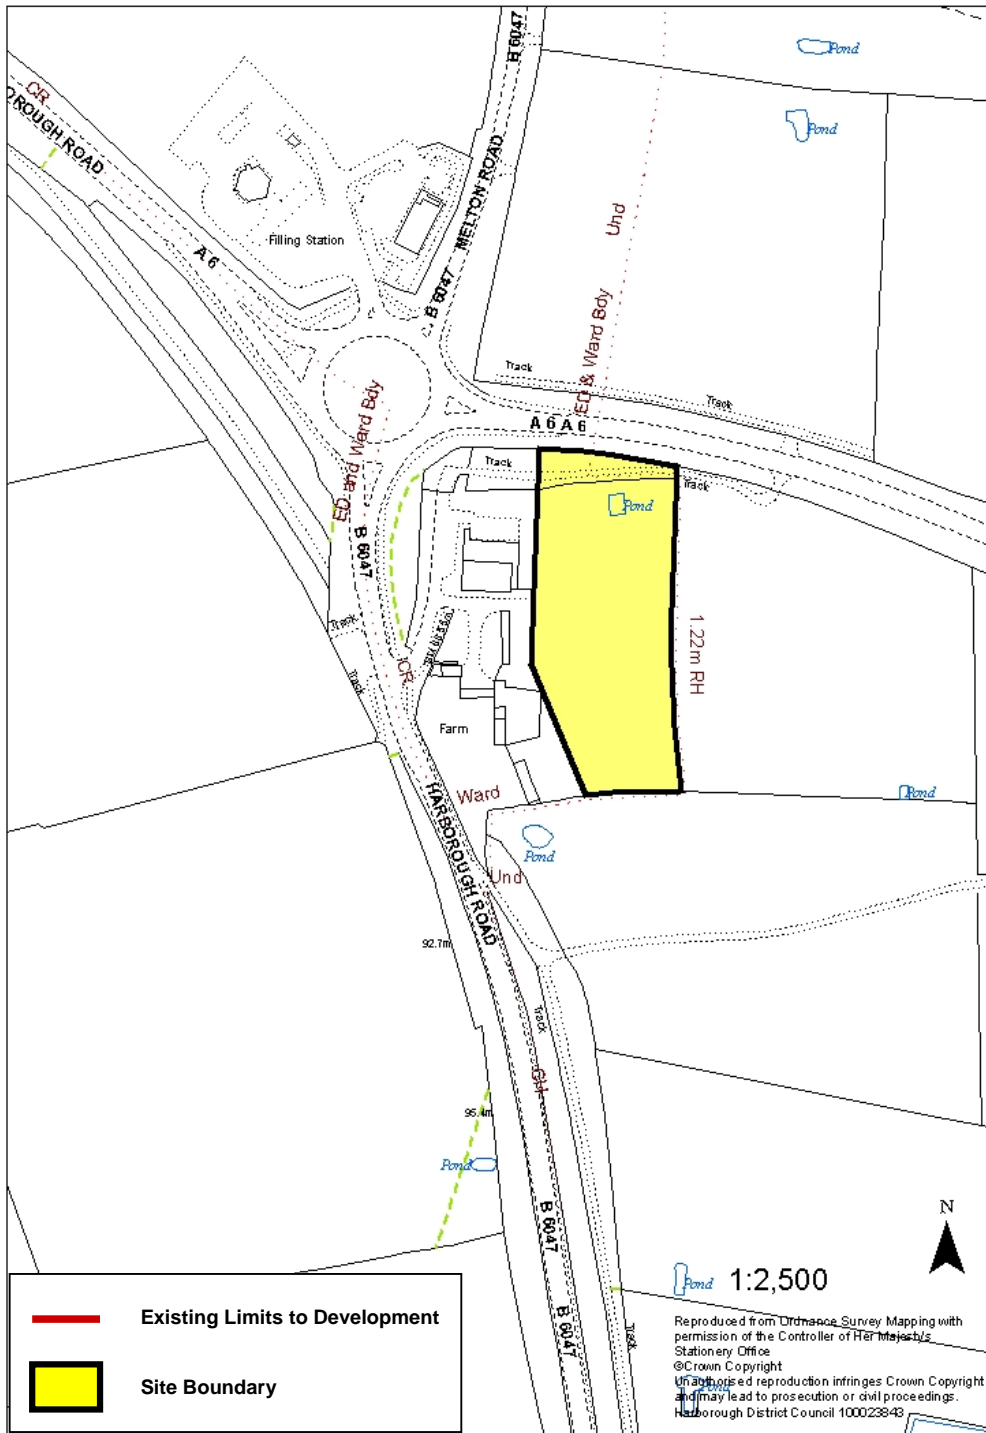 B 6047
Pond
CR
OROUGH ROAD
Pond
MELTON ROAD
Und
Filling Station
A 6
B 6047
ED & Ward Bdy
Track
Track
ED and Ward Bdy
A 6 A 6
Track
Track
Pond
B 6047
1.22m RH
Track
CR
Track
Farm
Ward
HARBOROUGH ROAD
Pond
Pond
Und
92.7m
Track
GH
95.4m
Pond
B 6047
N
Pond
1:2,500
B 6047
Track
Existing Limits to Development
Site Boundary
Reproduced from Ordnance Survey Mapping with
permission of the Controller of Her Majesty's
Stationery Office
©Crown Copyright
Unauthorised reproduction infringes Crown Copyright
and may lead to prosecution or civil proceedings.
Harborough District Council 100023843
Pond